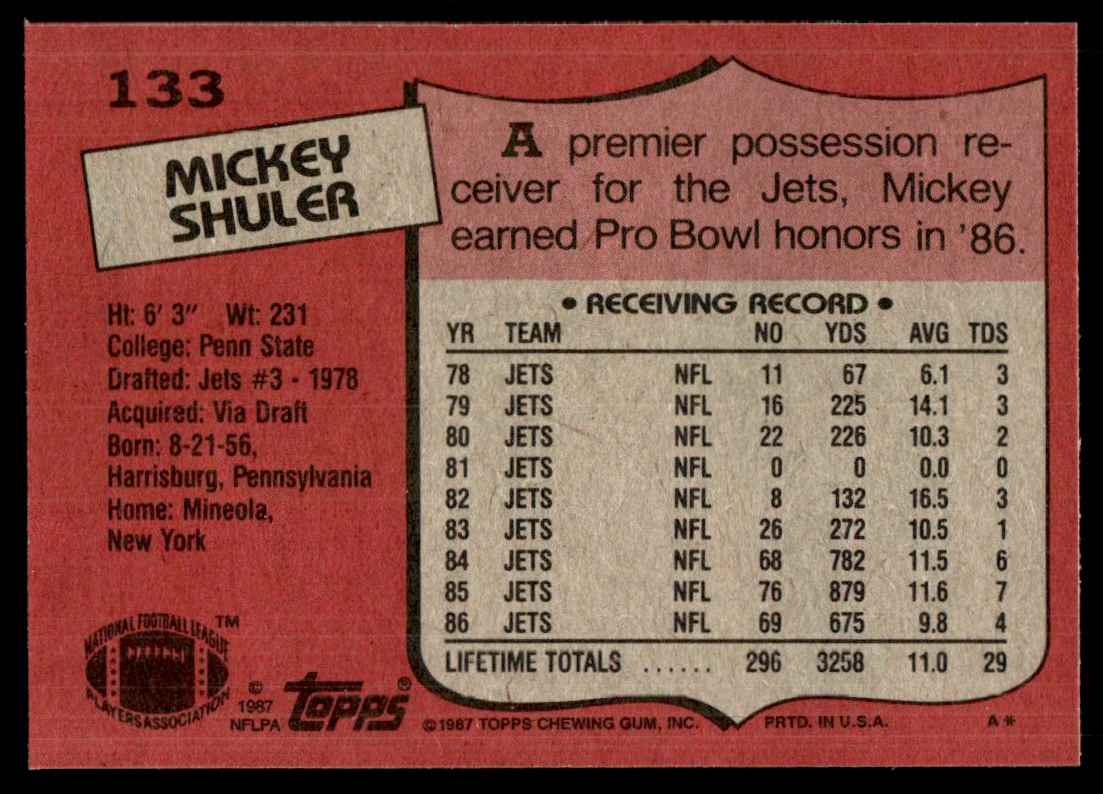 133
MICKEY
SHULER
A premier possession re-
ceiver for the Jets, Mickey
earned Pro Bowl honors in '86.
Ht: 6' 3" Wt: 231
College: Penn State
Drafted: Jets #3 - 1978
Acquired: Via Draft
Born: 8-21-56,
Harrisburg, Pennsylvania
Home: Mineola,
New York
• RECEIVING RECORD •
YR TEAM NO YDS AVG TDS
78 JETS NFL 11 67 6.1 3
79 JETS NFL 16 225 14.1 3
80 JETS NFL 22 226 10.3 2
81 JETS NFL 0 0 0.0 0
82 JETS NFL 8 132 16.5 3
83 JETS NFL 26 272 10.5 1
84 JETS NFL 68 782 11.5 6
85 JETS NFL 76 879 11.6 7
86 JETS NFL 69 675 9.8 4
LIFETIME TOTALS ...... 296 3258 11.0 29
NATIONAL FOOTBALL LEAGUE ™
PLAYERS ASSOCIATION
©
1987
NFLPA
© topps ®
© 1987 TOPPS CHEWING GUM, INC. PRTD. IN U.S.A. A*